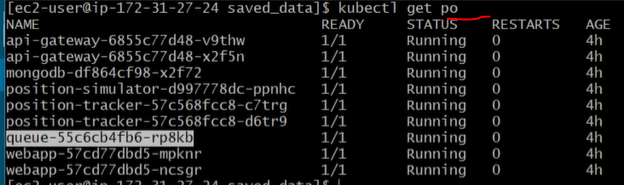 [ec2-user@ip-172-31-27-24 saved_data]$ kubectl get po
NAME READY STATUS RESTARTS AGE
api-gateway-6855c77d48-v9thw 1/1 Running 0 4h
api-gateway-6855c77d48-x2f5n 1/1 Running 0 4h
mongodb-df864cf98-x2f72 1/1 Running 0 4h
position-simulator-d997778dc-ppnhc 1/1 Running 0 4h
position-tracker-57c568fcc8-c7trg 1/1 Running 0 4h
position-tracker-57c568fcc8-d6tr9 1/1 Running 0 4h
queue-55c6cb4fb6-rp8kb 1/1 Running 0 4h
webapp-57cd77dbd5-mpknr 1/1 Running 0 4h
webapp-57cd77dbd5-ncsgr 1/1 Running 0 4h
[ec2-user@ip-172-31-27-24 saved_data]$